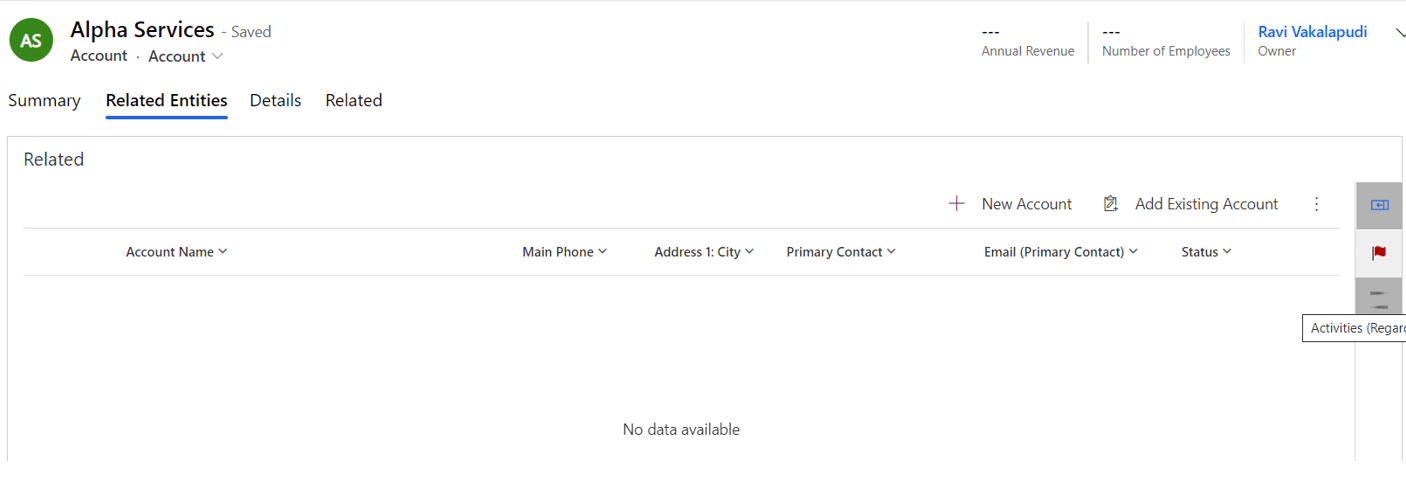 AS
Alpha Services - Saved
Account · Account
---
Annual Revenue
---
Number of Employees
Ravi Vakalapudi
Owner
Summary Related Entities Details Related
Related
New Account Add Existing Account
Account Name Main Phone Address 1: City Primary Contact Email (Primary Contact) Status
Activities (Regar
No data available